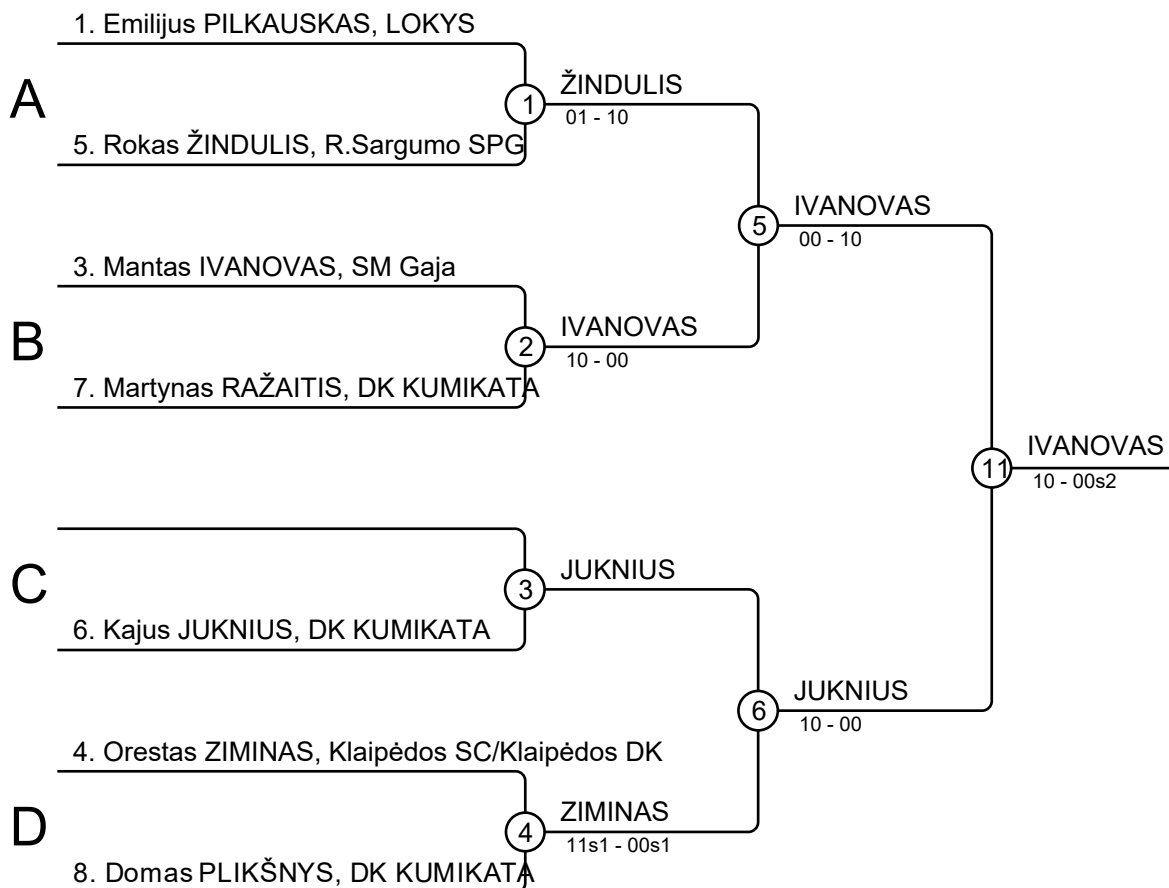 1. Emilijus PILKAUSKAS, LOKYS
A
1
ŽINDULIS
01 - 10
5. Rokas ŽINDULIS, R.Sargumo SPG
5
IVANOVAS
00 - 10
3. Mantas IVANOVAS, SM Gaja
B
2
IVANOVAS
10 - 00
7. Martynas RAŽAITIS, DK KUMIKATA
11
IVANOVAS
10 - 00s2
C
3
JUKNIUS
6. Kajus JUKNIUS, DK KUMIKATA
6
JUKNIUS
10 - 00
4. Orestas ZIMINAS, Klaipėdos SC/Klaipėdos DK
D
4
ZIMINAS
11s1 - 00s1
8. Domas PLIKŠNYS, DK KUMIKATA